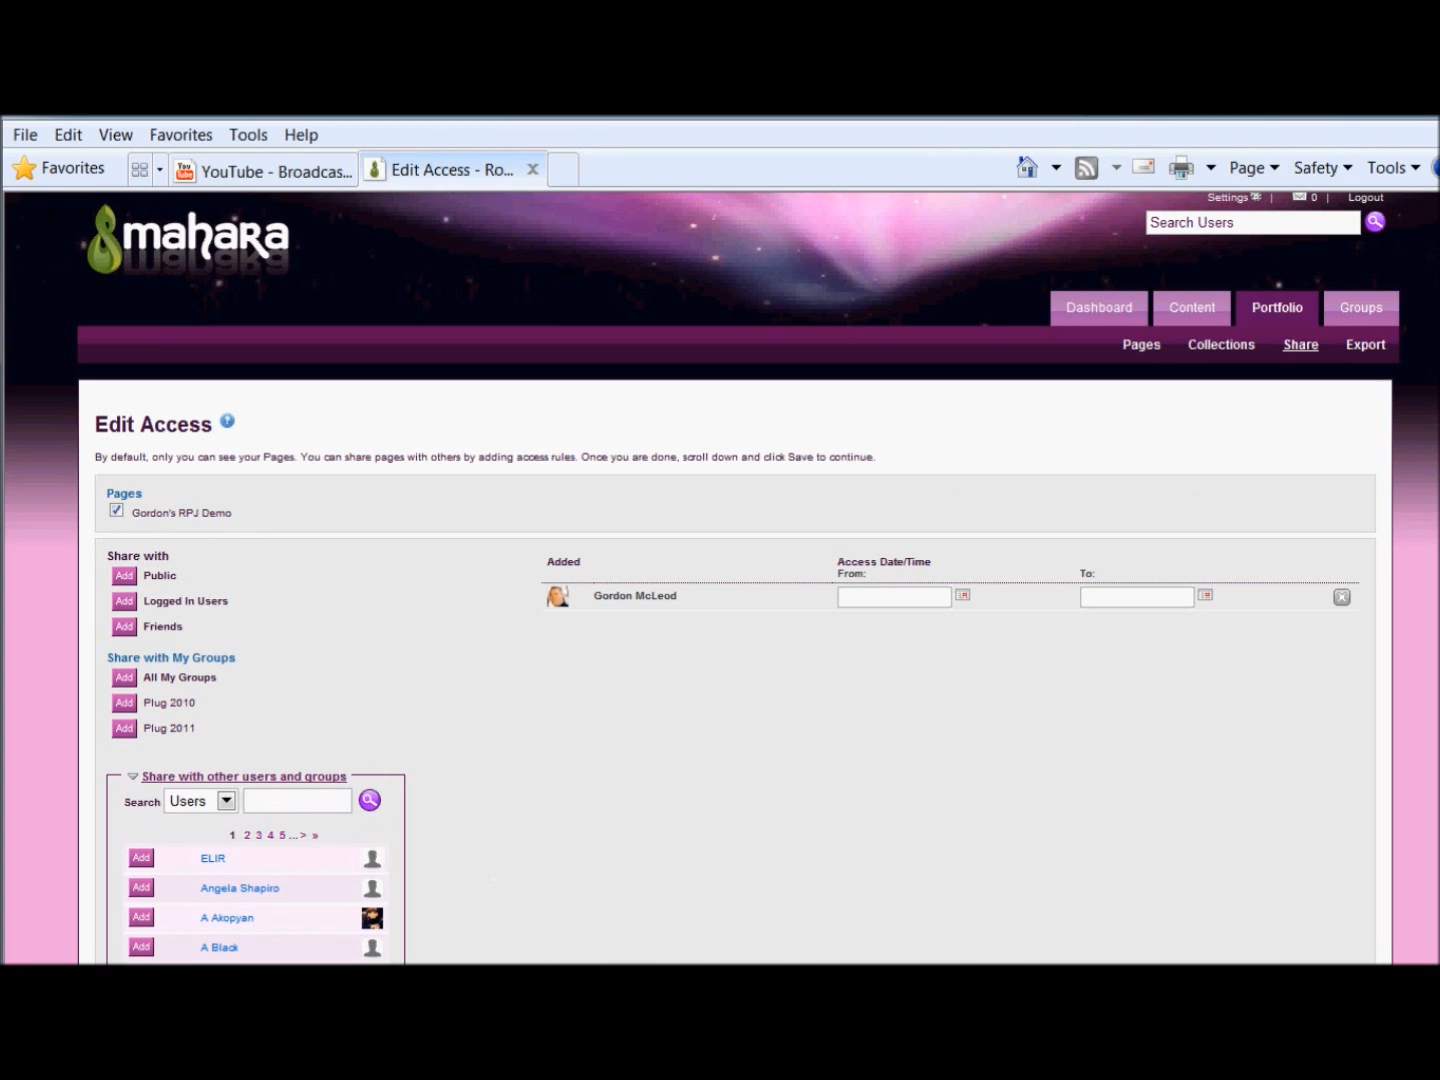 File Edit View Favorites Tools Help
Favorites You Tube YouTube - Broadcas... Edit Access - Ro... x Page Safety Tools
Settings | 0 | Logout
mahara
Search Users
Dashboard Content Portfolio Groups
Pages Collections Share Export
Edit Access ?
By default, only you can see your Pages. You can share pages with others by adding access rules. Once you are done, scroll down and click Save to continue.
Pages
Gordon's RPJ Demo
Share with
Add Public
Add Logged In Users
Add Friends
Share with My Groups
Add All My Groups
Add Plug 2010
Add Plug 2011
Added Access Date/Time
From: To:
Gordon McLeod
Share with other users and groups
Search Users
1 2 3 4 5 ... > »
Add ELIR
Add Angela Shapiro
Add A Akopyan
Add A Black